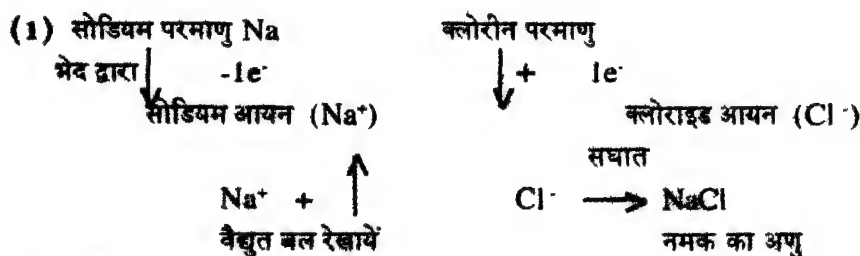 (1) सोडियम परमाणु Na क्लोरीन परमाणु
भेद द्वारा -1e⁻ + 1e⁻
सोडियम आयन (Na⁺) क्लोराइड आयन (Cl⁻)
सघात
Na⁺ + Cl⁻ → NaCl
वैद्युत बल रेखायें नमक का अणु